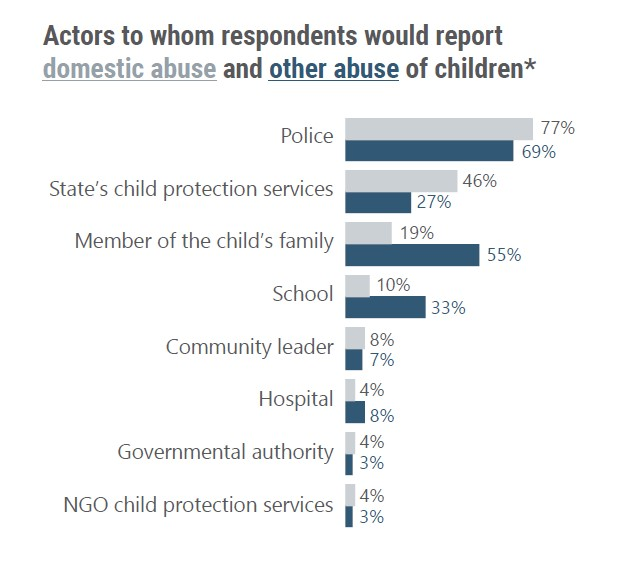 Actors to whom respondents would report
domestic abuse and other abuse of children*
Police
77%
69%
State's child protection services
46%
27%
Member of the child's family
19%
55%
School
10%
33%
Community leader
8%
7%
Hospital
4%
8%
Governmental authority
4%
3%
NGO child protection services
4%
3%